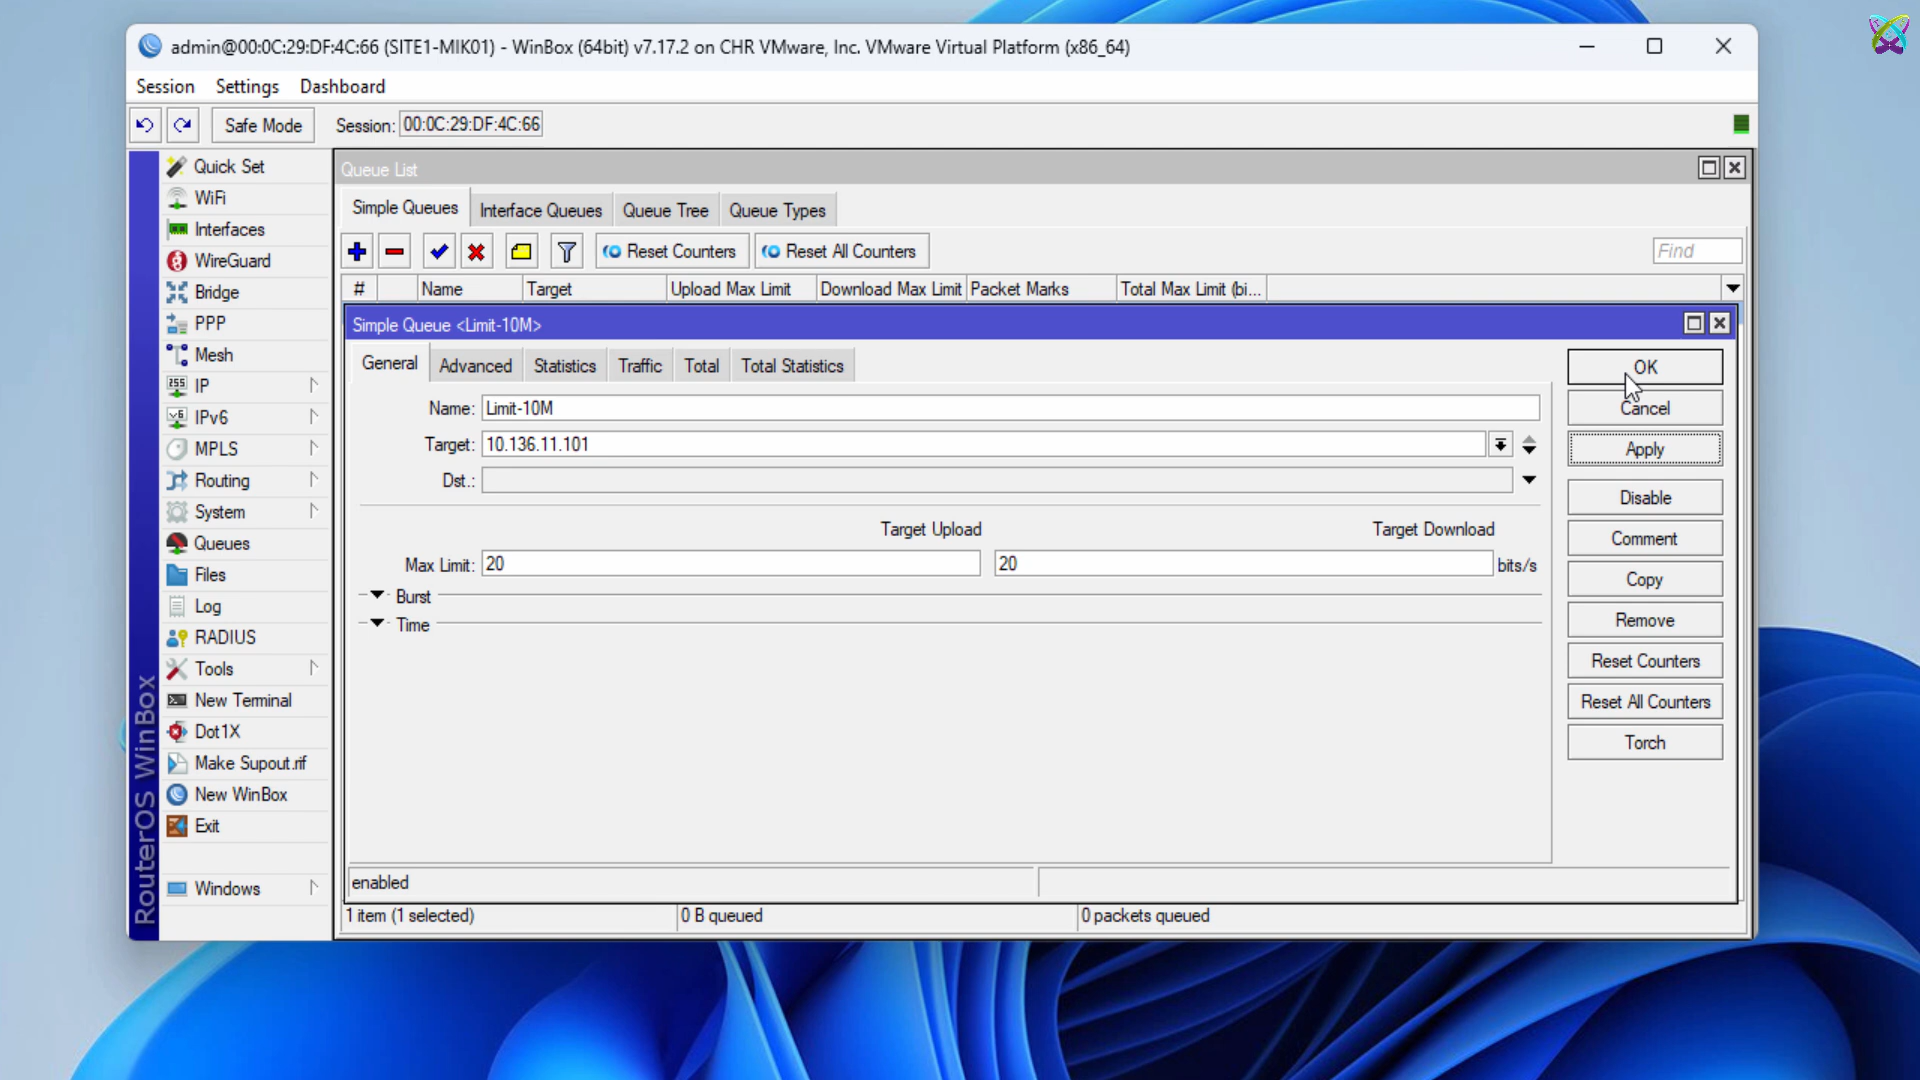 admin@00:0C:29:DF:4C:66 (SITE1-MIK01) - WinBox (64bit) v7.17.2 on CHR VMware, Inc. VMware Virtual Platform (x86_64)
Session Settings Dashboard
Safe Mode Session: 00:0C:29:DF:4C:66
RouterOS WinBox
Quick Set
WiFi
Interfaces
WireGuard
Bridge
PPP
Mesh
IP
IPv6
MPLS
Routing
System
Queues
Files
Log
RADIUS
Tools
New Terminal
Dot1X
Make Supout.rif
New WinBox
Exit
Windows
Queue List
Simple Queues Interface Queues Queue Tree Queue Types
Reset Counters Reset All Counters Find
# Name Target Upload Max Limit Download Max Limit Packet Marks Total Max Limit (bi...
Simple Queue <Limit-10M>
General Advanced Statistics Traffic Total Total Statistics
Name: Limit-10M
Target: 10.136.11.101
Dst.:
Target Upload Target Download
Max Limit: 20 20 bits/s
Burst
Time
OK
Cancel
Apply
Disable
Comment
Copy
Remove
Reset Counters
Reset All Counters
Torch
enabled
1 item (1 selected) 0 B queued 0 packets queued